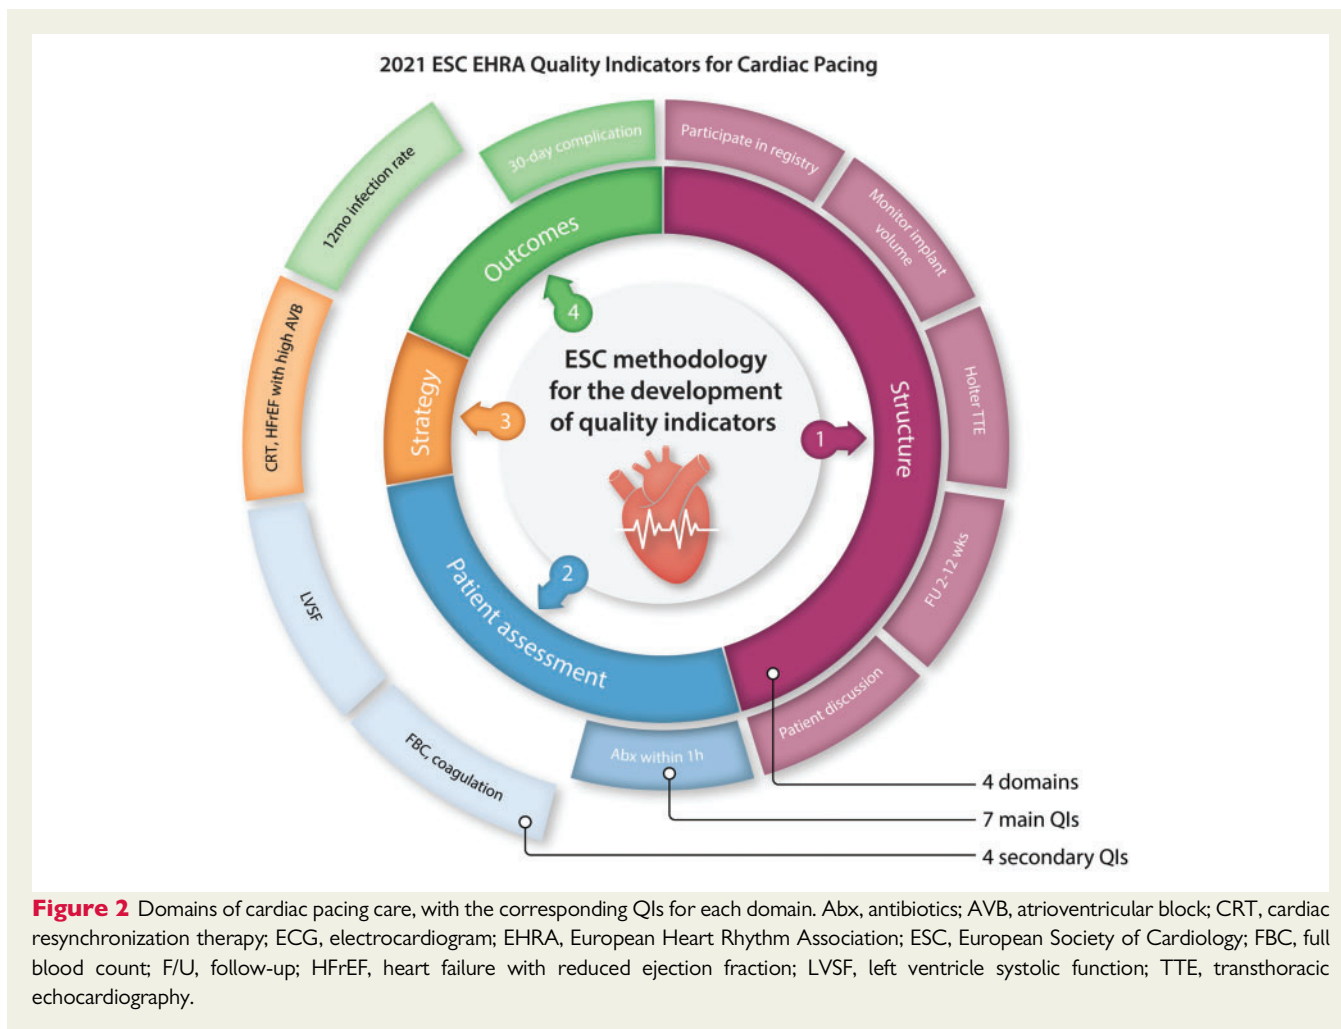 2021 ESC EHRA Quality Indicators for Cardiac Pacing
30-day complication
Participate in registry
Monitor implant
volume
Holter TTE
FU 2-12 wks
Patient discussion
Abx within 1h
FBC, coagulation
LVSF
CRT, HFrEF with high AVB
12mo infection rate
Outcomes
Structure
Patient assessment
Strategy
4
3
1
2
ESC methodology
for the development
of quality indicators
4 domains
7 main QIs
4 secondary QIs
Figure 2 Domains of cardiac pacing care, with the corresponding QIs for each domain. Abx, antibiotics; AVB, atrioventricular block; CRT, cardiac
resynchronization therapy; ECG, electrocardiogram; EHRA, European Heart Rhythm Association; ESC, European Society of Cardiology; FBC, full
blood count; F/U, follow-up; HFrEF, heart failure with reduced ejection fraction; LVSF, left ventricle systolic function; TTE, transthoracic
echocardiography.